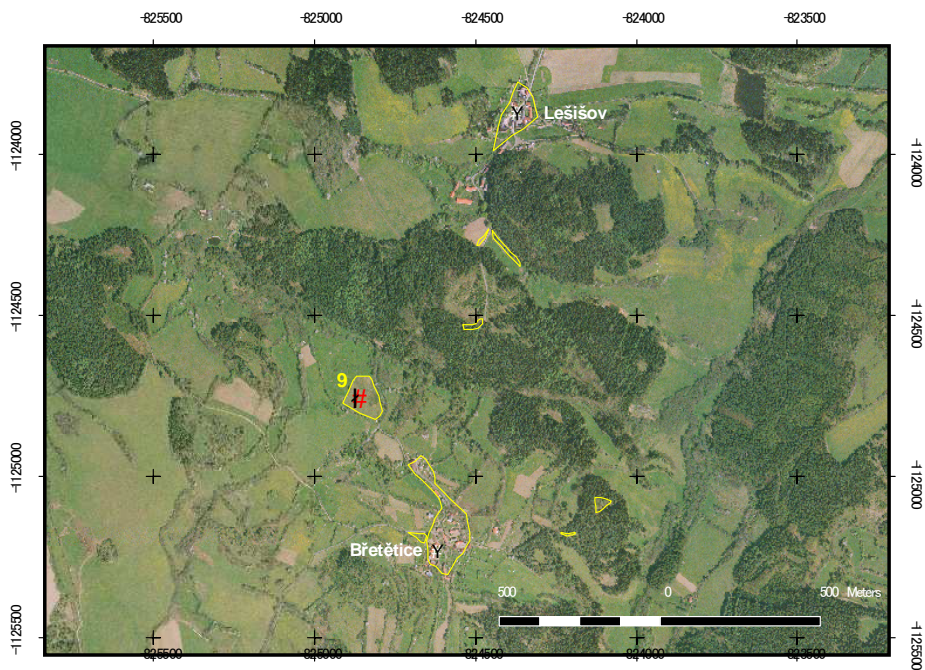 -825500 -825000 -824500 -824000 -823500
Y Lešišov
-1124000 -1124000
-1124500 -1124500
9
#
-1125000 -1125000
Břetětice Y
500 0 500 Meters
-1125500 -1125500
-825500 -825000 -824500 -824000 -823500